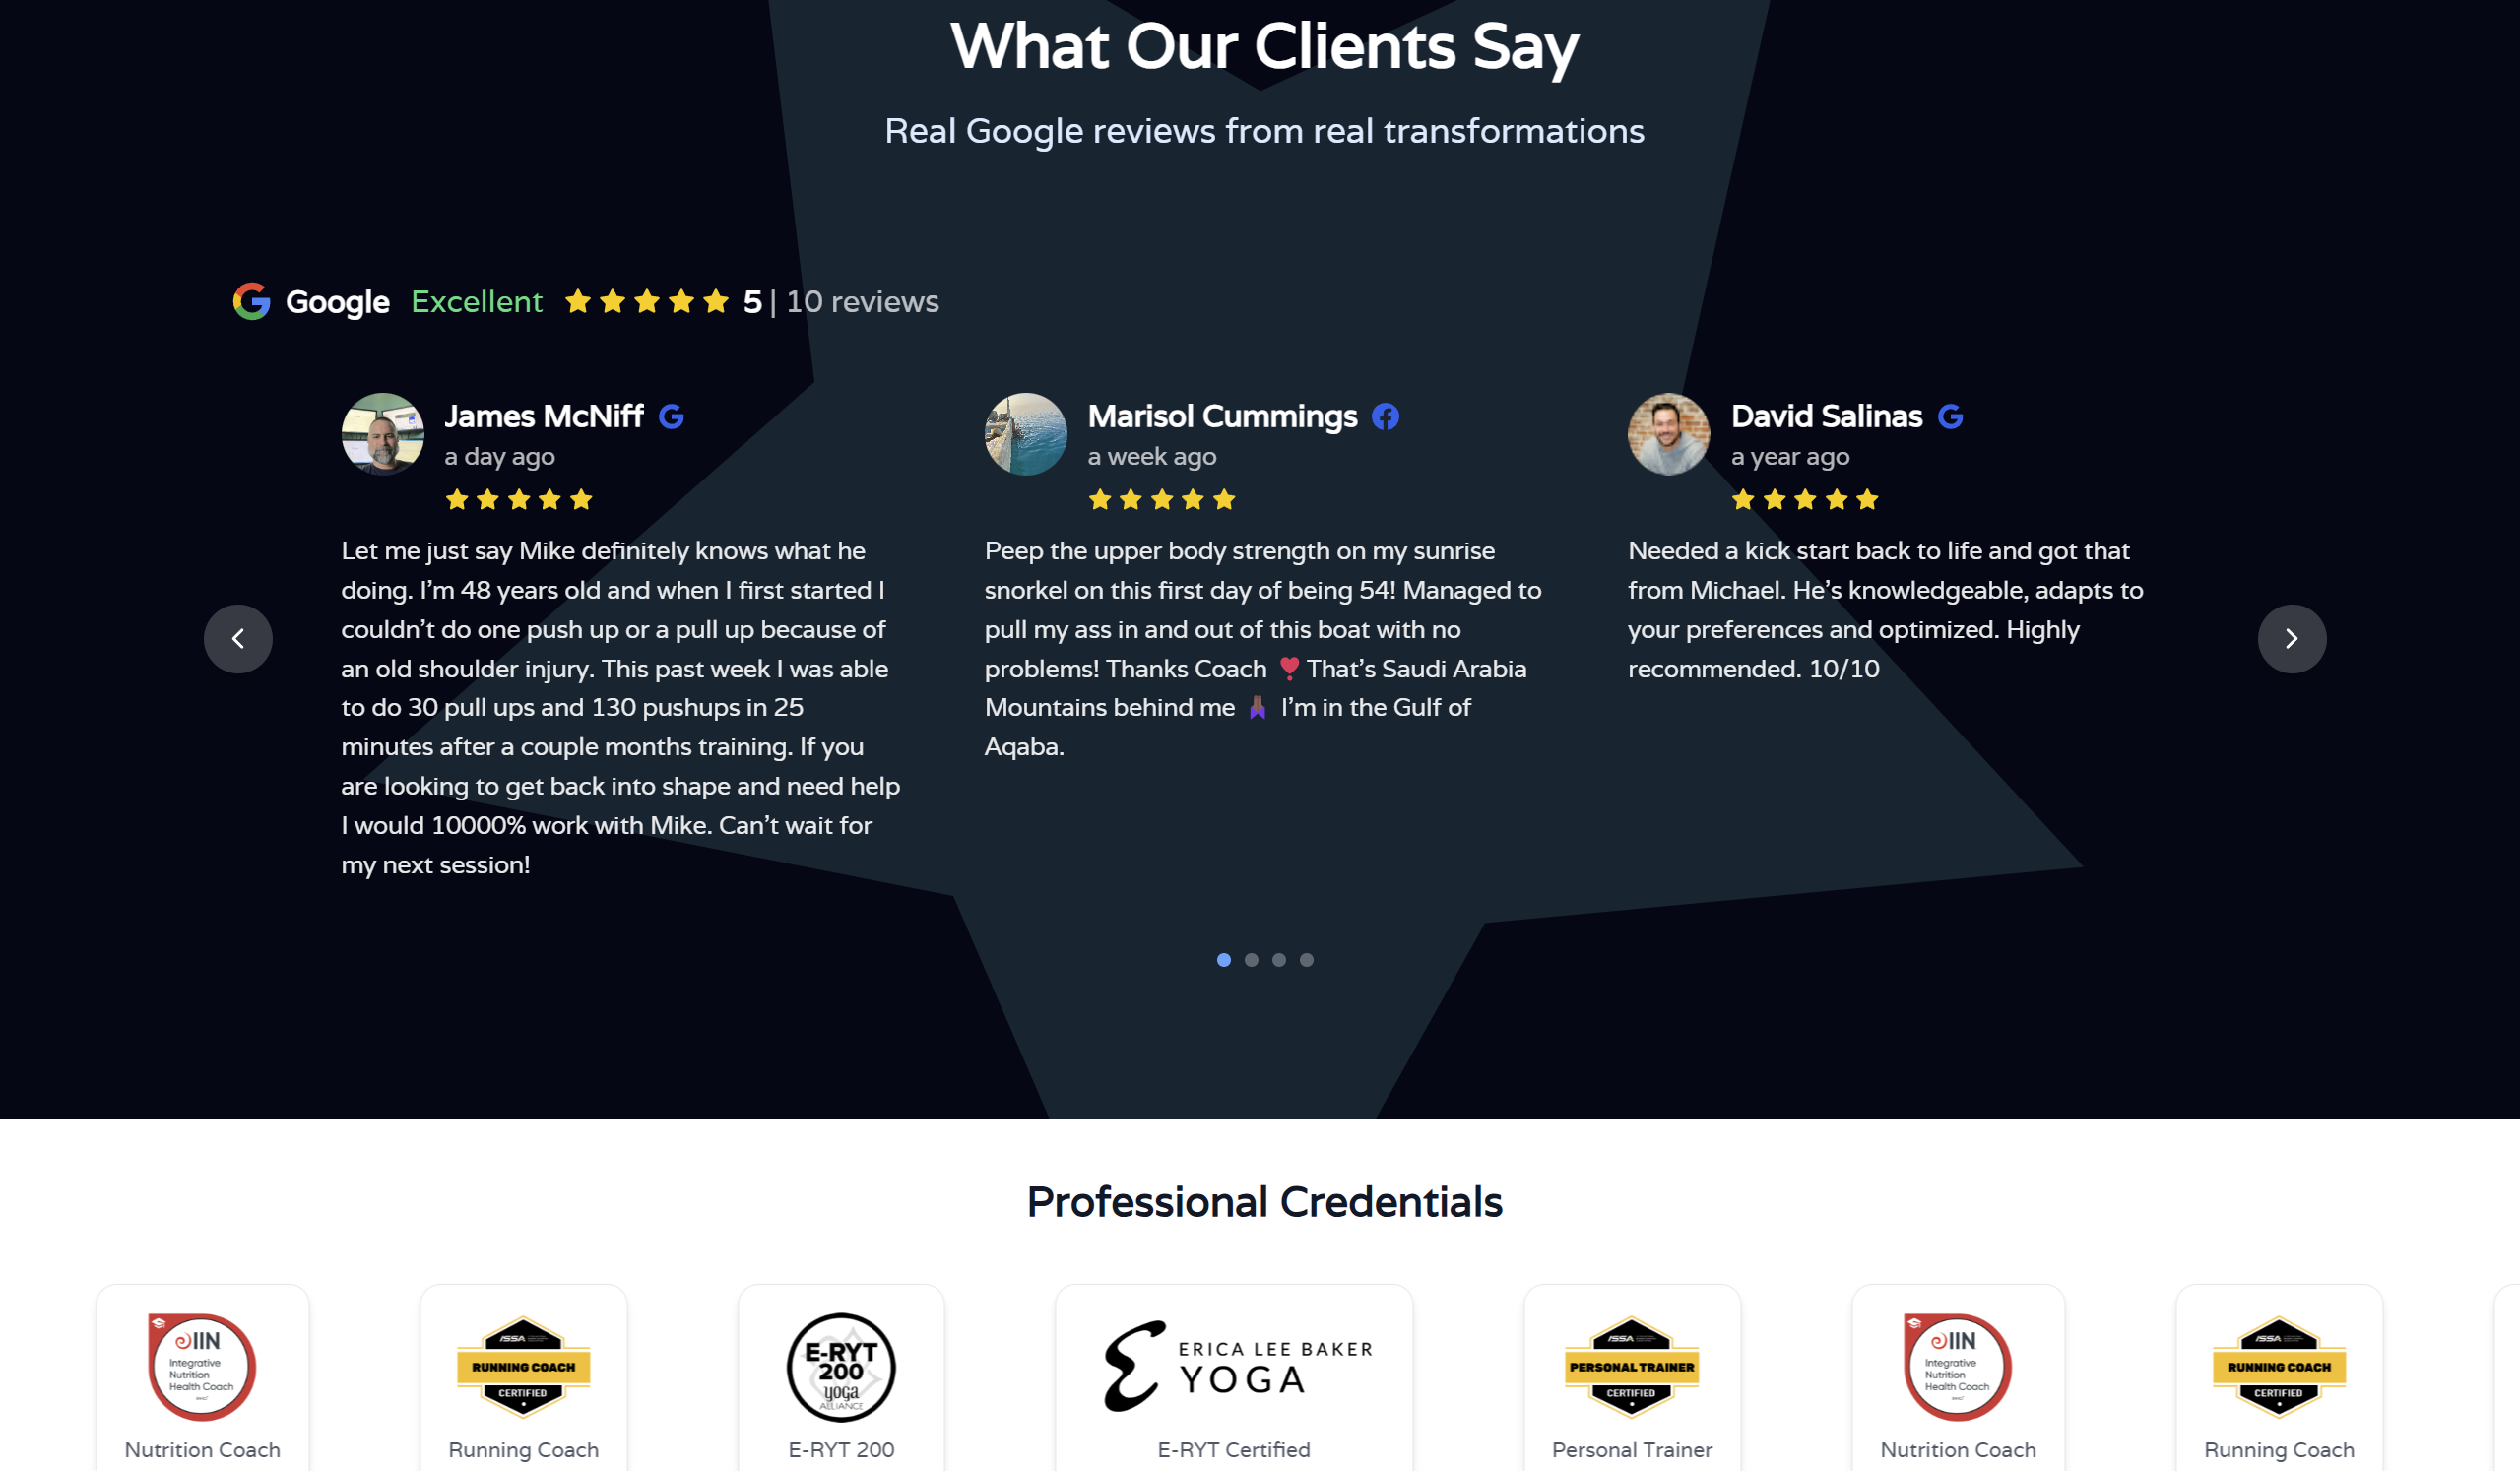 What Our Clients Say
Real Google reviews from real transformations
Google Excellent 5 | 10 reviews
James McNiff
a day ago
Let me just say Mike definitely knows what he
doing. I'm 48 years old and when I first started I
couldn't do one push up or a pull up because of
an old shoulder injury. This past week I was able
to do 30 pull ups and 130 pushups in 25
minutes after a couple months training. If you
are looking to get back into shape and need help
I would 10000% work with Mike. Can't wait for
my next session!
Marisol Cummings
a week ago
Peep the upper body strength on my sunrise
snorkel on this first day of being 54! Managed to
pull my ass in and out of this boat with no
problems! Thanks Coach ❣️ That's Saudi Arabia
Mountains behind me I'm in the Gulf of
Aqaba.
David Salinas
a year ago
Needed a kick start back to life and got that
from Michael. He's knowledgeable, adapts to
your preferences and optimized. Highly
recommended. 10/10
Professional Credentials
IIN
Integrative
Nutrition
Health Coach
Nutrition Coach
ISSA
RUNNING COACH
CERTIFIED
Running Coach
E-RYT
200
yoga
ALLIANCE
E-RYT 200
ERICA LEE BAKER
YOGA
E-RYT Certified
ISSA
PERSONAL TRAINER
CERTIFIED
Personal Trainer
IIN
Integrative
Nutrition
Health Coach
Nutrition Coach
ISSA
RUNNING COACH
CERTIFIED
Running Coach